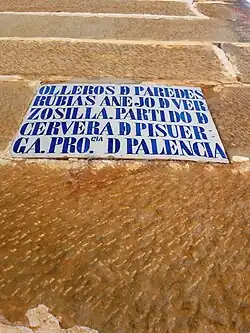 OLLEROS D PAREDES
RUBIAS ANEJO D VER
ZOSILLA. PARTIDO D
CERVERA D PISUER-
GA. PRO.CIA D PALENCIA